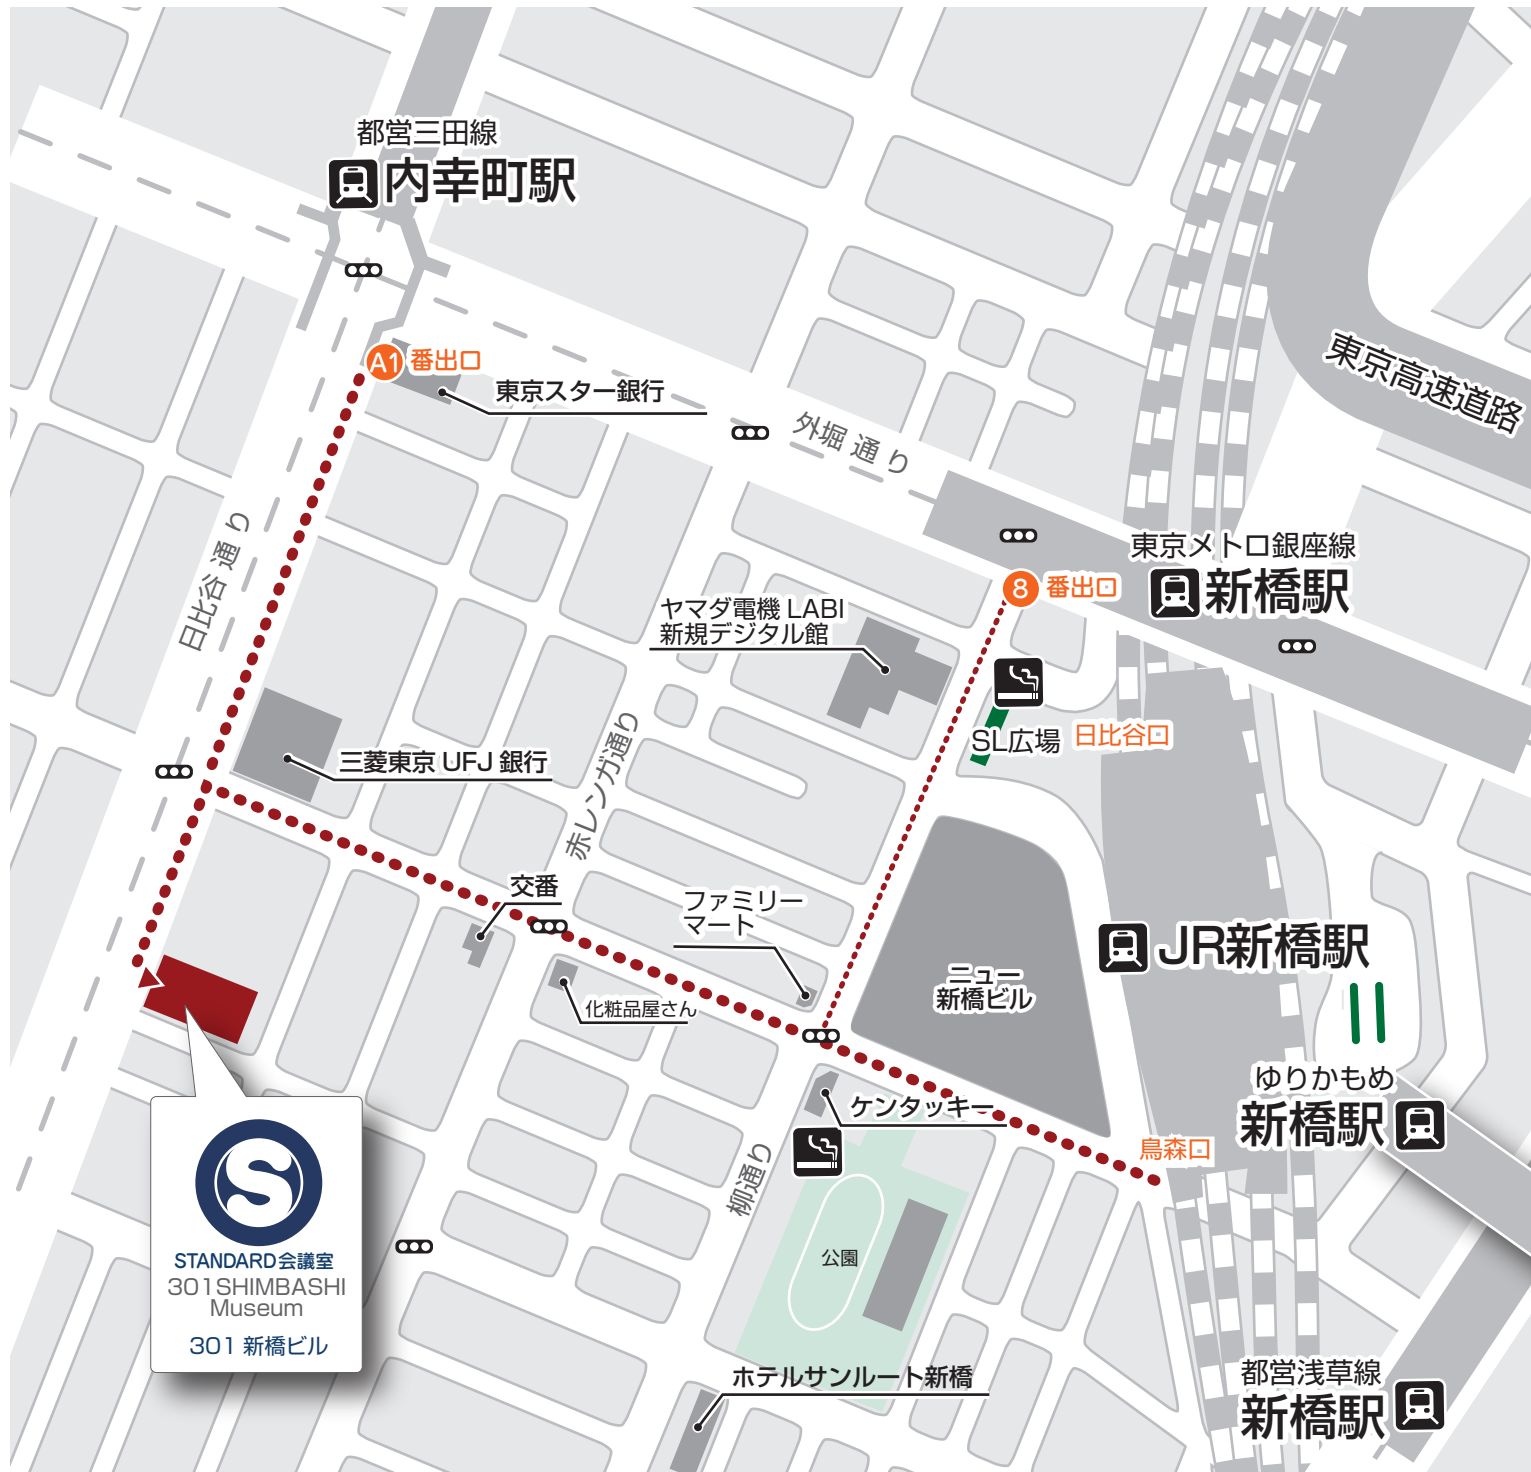 都営三田線
内幸町駅
A1 番出口
東京スター銀行
外堀通り
東京高速道路
日比谷通り
東京メトロ銀座線
新橋駅
8 番出口
ヤマダ電機 LABI
新規デジタル館
SL広場
日比谷口
三菱東京 UFJ 銀行
赤レンガ通り
交番
ファミリー
マート
化粧品屋さん
ニュー
新橋ビル
JR新橋駅
ゆりかもめ
新橋駅
ケンタッキー
烏森口
柳通り
公園
S
STANDARD会議室
301SHIMBASHI
Museum
301 新橋ビル
ホテルサンルート新橋
都営浅草線
新橋駅